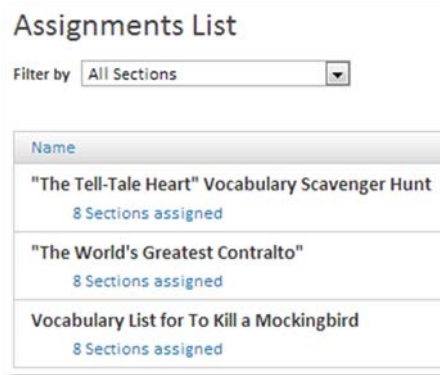 Assignments List
Filter by All Sections
Name
"The Tell-Tale Heart" Vocabulary Scavenger Hunt
8 Sections assigned
"The World's Greatest Contralto"
8 Sections assigned
Vocabulary List for To Kill a Mockingbird
8 Sections assigned